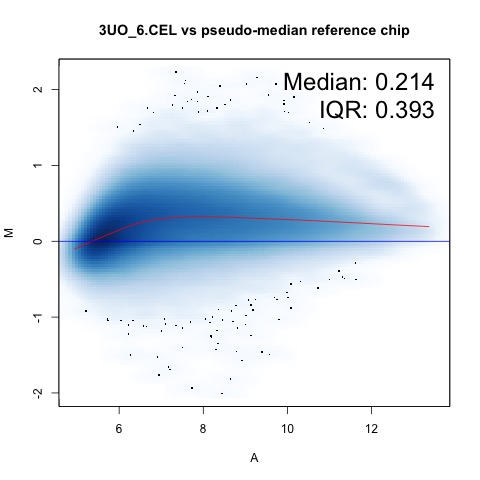 3UO_6.CEL vs pseudo-median reference chip
Median: 0.214
IQR: 0.393
2
1
0
-1
-2
M
6 8 10 12
A